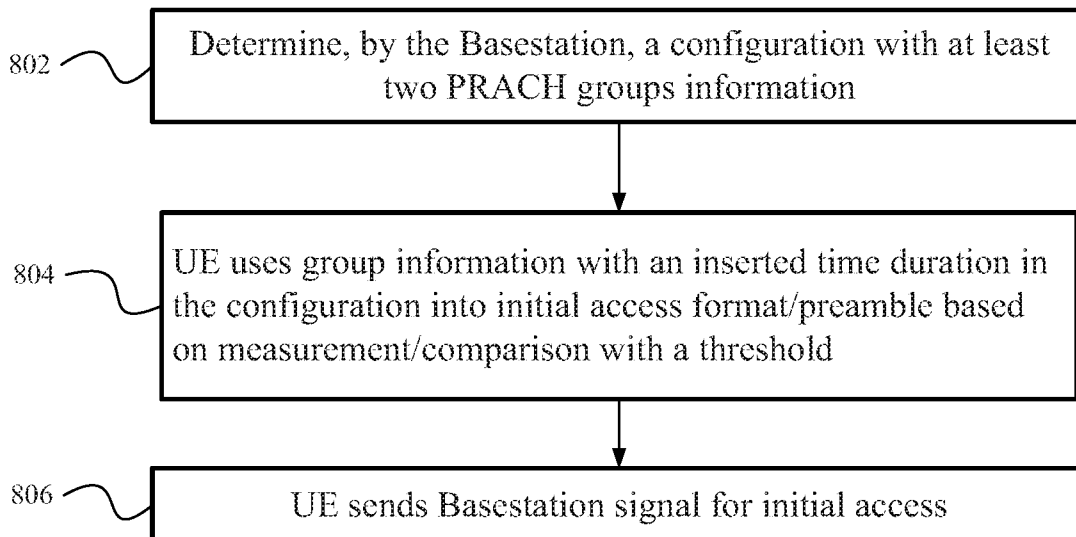 802
Determine, by the Basestation, a configuration with at least
two PRACH groups information
804
UE uses group information with an inserted time duration in
the configuration into initial access format/preamble based
on measurement/comparison with a threshold
806
UE sends Basestation signal for initial access